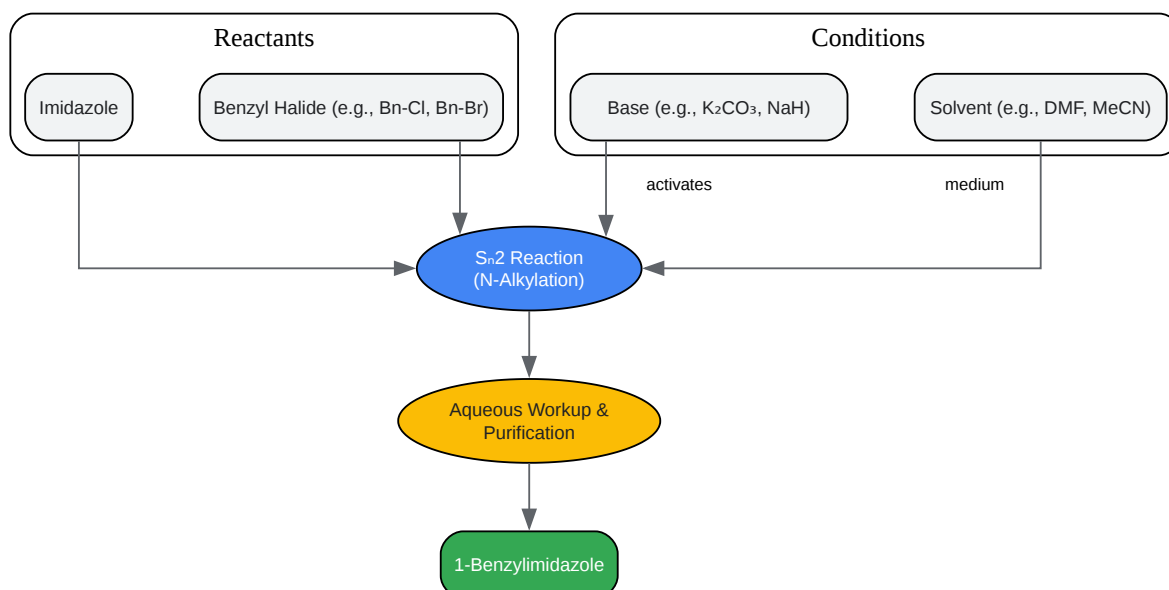 Reactants
Conditions
Imidazole
Benzyl Halide (e.g., Bn-Cl, Bn-Br)
Base (e.g., K₂CO₃, NaH)
Solvent (e.g., DMF, MeCN)
activates
medium
Sₙ2 Reaction
(N-Alkylation)
Aqueous Workup &
Purification
1-Benzylimidazole